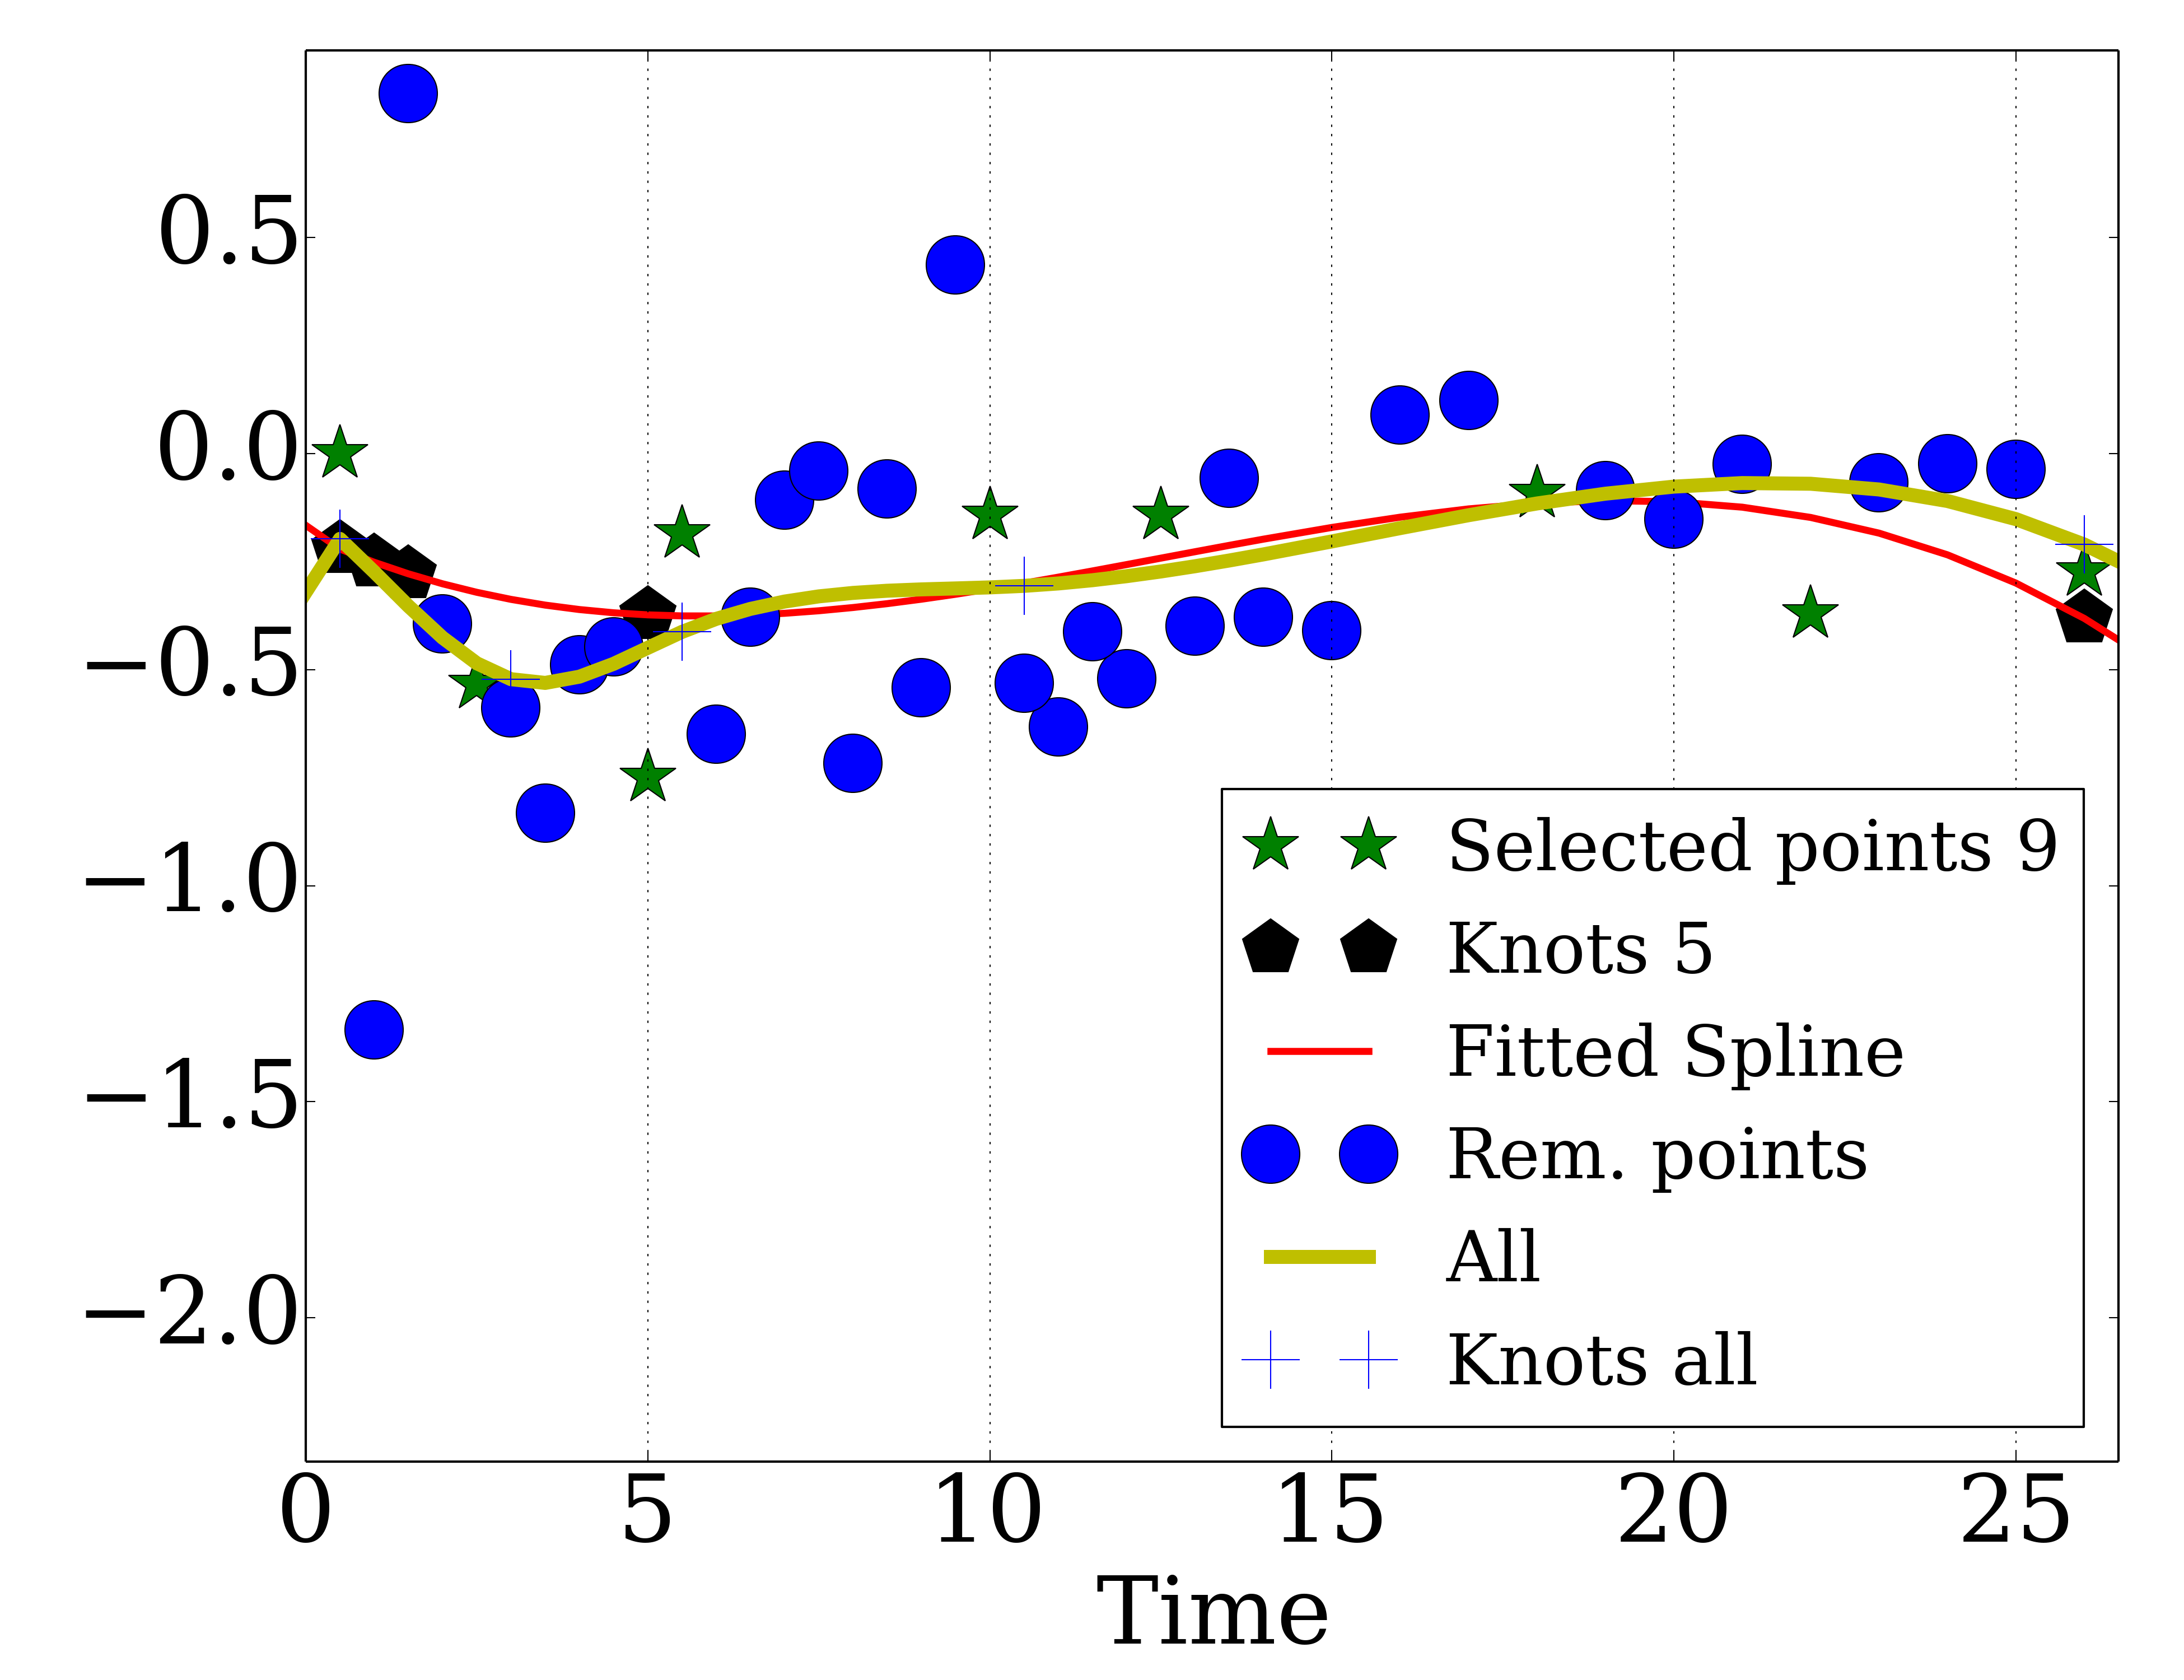 0.5
0.0
−0.5
−1.0
−1.5
−2.0
Selected points 9
Knots 5
Fitted Spline
Rem. points
All
Knots all
0 5 10 15 20 25
Time